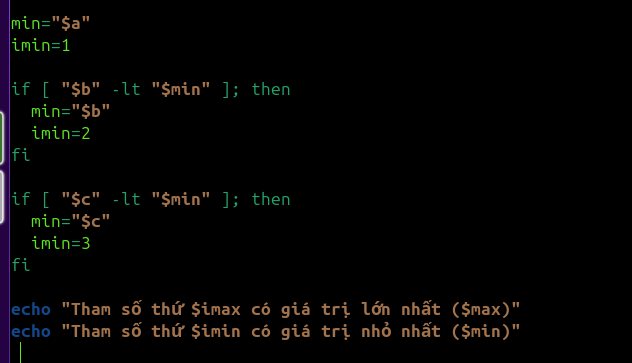 min="$a"
imin=1
if [ "$b" -lt "$min" ]; then
  min="$b"
  imin=2
fi
if [ "$c" -lt "$min" ]; then
  min="$c"
  imin=3
fi
echo "Tham số thứ $imax có giá trị lớn nhất ($max)"
echo "Tham số thứ $imin có giá trị nhỏ nhất ($min)"